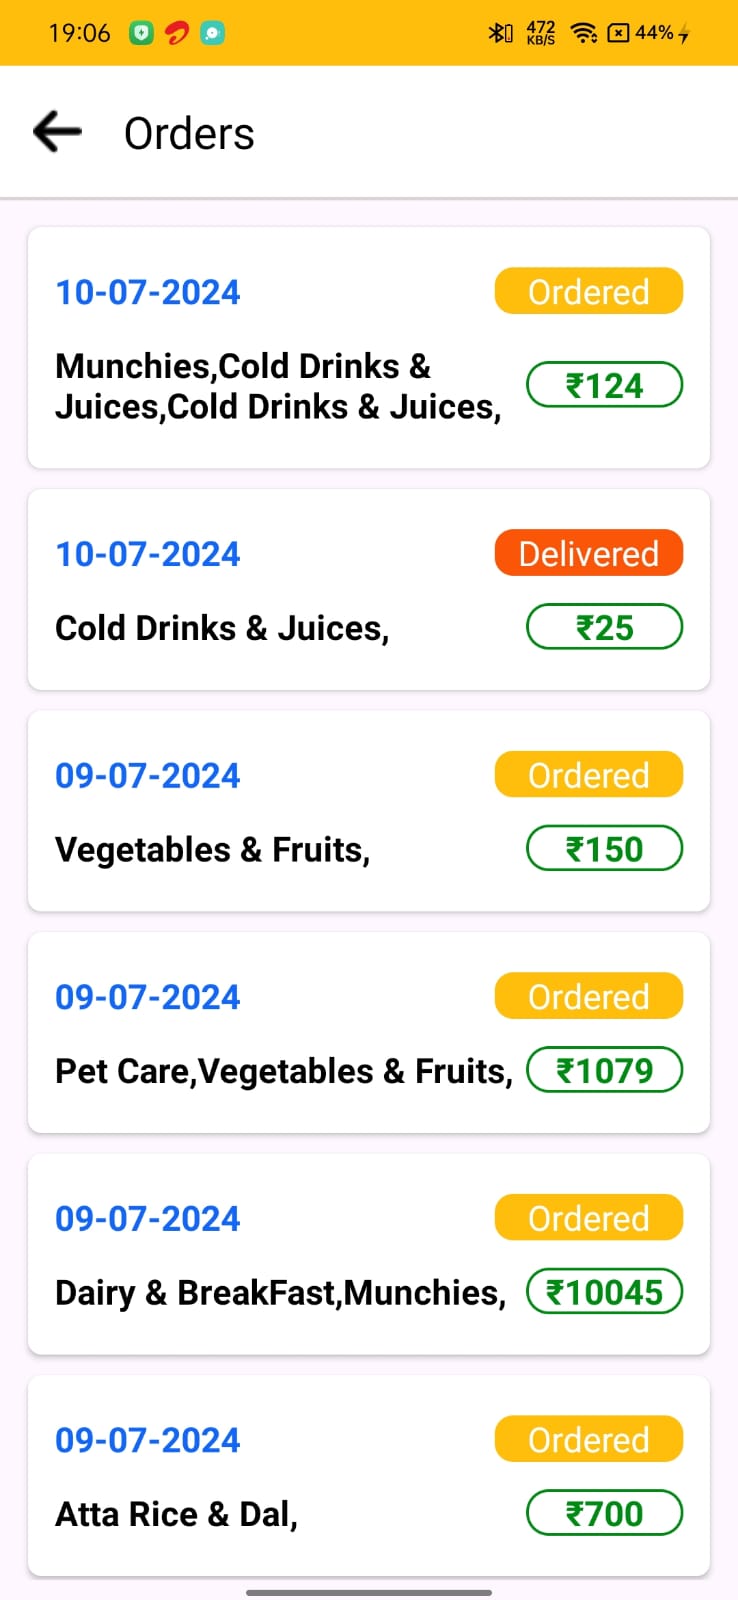 19:06
472
KB/S
44%
Orders
10-07-2024
Ordered
Munchies,Cold Drinks &
Juices,Cold Drinks & Juices,
₹124
10-07-2024
Delivered
Cold Drinks & Juices,
₹25
09-07-2024
Ordered
Vegetables & Fruits,
₹150
09-07-2024
Ordered
Pet Care,Vegetables & Fruits,
₹1079
09-07-2024
Ordered
Dairy & BreakFast,Munchies,
₹10045
09-07-2024
Ordered
Atta Rice & Dal,
₹700